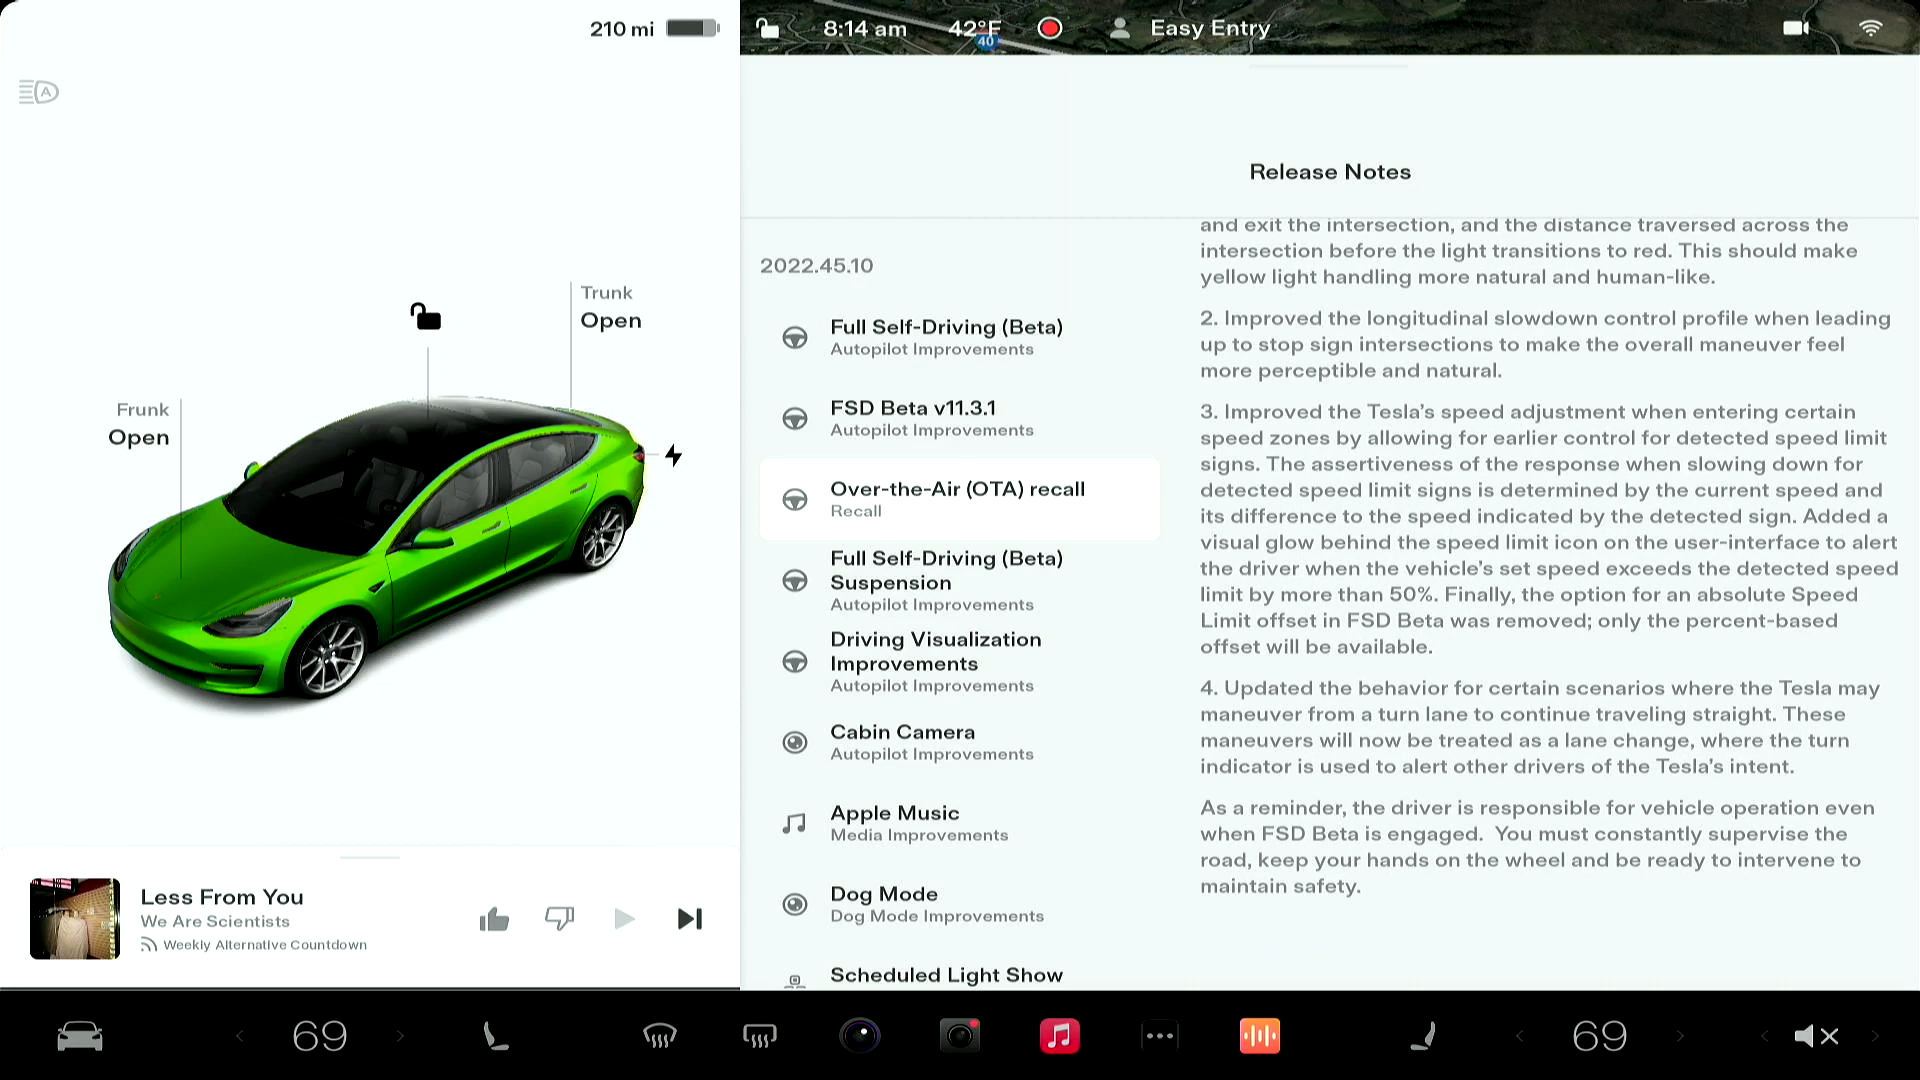 210 mi
8:14 am
42°F
40
Easy Entry
A
Release Notes
Trunk
Open
Frunk
Open
2022.45.10
Full Self-Driving (Beta)
Autopilot Improvements
FSD Beta v11.3.1
Autopilot Improvements
Over-the-Air (OTA) recall
Recall
Full Self-Driving (Beta)
Suspension
Autopilot Improvements
Driving Visualization
Improvements
Autopilot Improvements
Cabin Camera
Autopilot Improvements
Apple Music
Media Improvements
Dog Mode
Dog Mode Improvements
Scheduled Light Show
and exit the intersection, and the distance traversed across the
intersection before the light transitions to red. This should make
yellow light handling more natural and human-like.
2. Improved the longitudinal slowdown control profile when leading
up to stop sign intersections to make the overall maneuver feel
more perceptible and natural.
3. Improved the Tesla's speed adjustment when entering certain
speed zones by allowing for earlier control for detected speed limit
signs. The assertiveness of the response when slowing down for
detected speed limit signs is determined by the current speed and
its difference to the speed indicated by the detected sign. Added a
visual glow behind the speed limit icon on the user-interface to alert
the driver when the vehicle's set speed exceeds the detected speed
limit by more than 50%. Finally, the option for an absolute Speed
Limit offset in FSD Beta was removed; only the percent-based
offset will be available.
4. Updated the behavior for certain scenarios where the Tesla may
maneuver from a turn lane to continue traveling straight. These
maneuvers will now be treated as a lane change, where the turn
indicator is used to alert other drivers of the Tesla's intent.
As a reminder, the driver is responsible for vehicle operation even
when FSD Beta is engaged.  You must constantly supervise the
road, keep your hands on the wheel and be ready to intervene to
maintain safety.
Less From You
We Are Scientists
Weekly Alternative Countdown
69
69